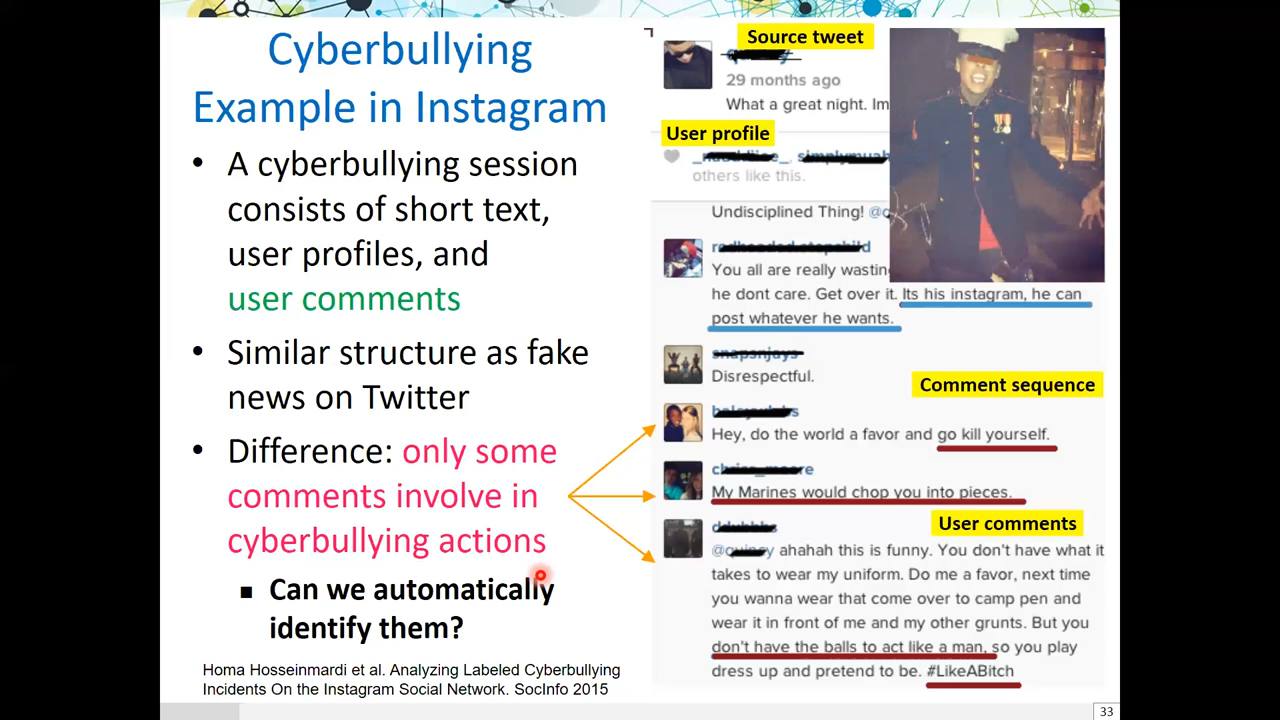 Cyberbullying
Example in Instagram
• A cyberbullying session
consists of short text,
user profiles, and
user comments
• Similar structure as fake
news on Twitter
• Difference: only some
comments involve in
cyberbullying actions
▪ Can we automatically
identify them?
Homa Hosseinmardi et al. Analyzing Labeled Cyberbullying
Incidents On the Instagram Social Network. SocInfo 2015
Source tweet
29 months ago
What a great night. Im
User profile
others like this.
Undisciplined Thing!
You all are really wasting
he dont care. Get over it. Its his instagram, he can
post whatever he wants.
Disrespectful.
Comment sequence
Hey, do the world a favor and go kill yourself.
My Marines would chop you into pieces.
User comments
ahahah this is funny. You don't have what it
takes to wear my uniform. Do me a favor, next time
you wanna wear that come over to camp pen and
wear it in front of me and my other grunts. But you
don't have the balls to act like a man, so you play
dress up and pretend to be. #LikeABitch
33